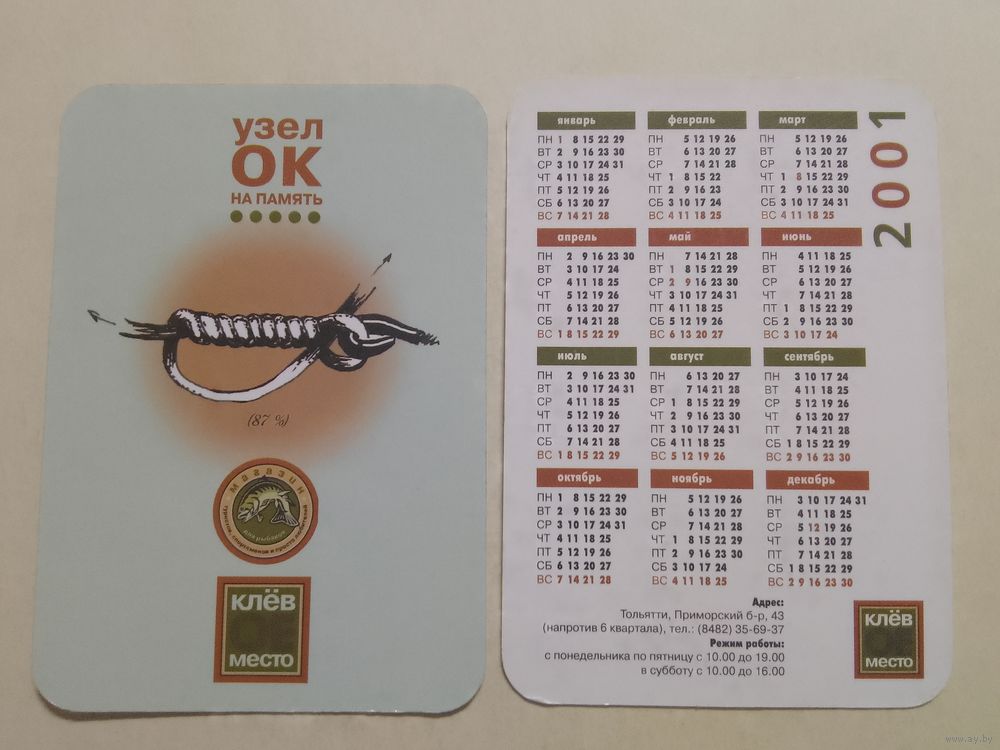 узел
ОК
НА ПАМЯТЬ
(87 %)
магазин
туристов, спортсменов и просто любителей
КЛЁВ
ОЕ
МЕСТО
2001
январь
ПН 1 8 15 22 29
ВТ 2 9 16 23 30
СР 3 10 17 24 31
ЧТ 4 11 18 25
ПТ 5 12 19 26
СБ 6 13 20 27
ВС 7 14 21 28
февраль
ПН 5 12 19 26
ВТ 6 13 20 27
СР 7 14 21 28
ЧТ 1 8 15 22
ПТ 2 9 16 23
СБ 3 10 17 24
ВС 4 11 18 25
март
ПН 5 12 19 26
ВТ 6 13 20 27
СР 7 14 21 28
ЧТ 1 8 15 22 29
ПТ 2 9 16 23 30
СБ 3 10 17 24 31
ВС 4 11 18 25
апрель
ПН 2 9 16 23 30
ВТ 3 10 17 24
СР 4 11 18 25
ЧТ 5 12 19 26
ПТ 6 13 20 27
СБ 7 14 21 28
ВС 1 8 15 22 29
май
ПН 7 14 21 28
ВТ 1 8 15 22 29
СР 2 9 16 23 30
ЧТ 3 10 17 24 31
ПТ 4 11 18 25
СБ 5 12 19 26
ВС 6 13 20 27
июнь
ПН 4 11 18 25
ВТ 5 12 19 26
СР 6 13 20 27
ЧТ 7 14 21 28
ПТ 1 8 15 22 29
СБ 2 9 16 23 30
ВС 3 10 17 24
июль
ПН 2 9 16 23 30
ВТ 3 10 17 24 31
СР 4 11 18 25
ЧТ 5 12 19 26
ПТ 6 13 20 27
СБ 7 14 21 28
ВС 1 8 15 22 29
август
ПН 6 13 20 27
ВТ 7 14 21 28
СР 1 8 15 22 29
ЧТ 2 9 16 23 30
ПТ 3 10 17 24 31
СБ 4 11 18 25
ВС 5 12 19 26
сентябрь
ПН 3 10 17 24
ВТ 4 11 18 25
СР 5 12 19 26
ЧТ 6 13 20 27
ПТ 7 14 21 28
СБ 1 8 15 22 29
ВС 2 9 16 23 30
октябрь
ПН 1 8 15 22 29
ВТ 2 9 16 23 30
СР 3 10 17 24 31
ЧТ 4 11 18 25
ПТ 5 12 19 26
СБ 6 13 20 27
ВС 7 14 21 28
ноябрь
ПН 5 12 19 26
ВТ 6 13 20 27
СР 7 14 21 28
ЧТ 1 8 15 22 29
ПТ 2 9 16 23 30
СБ 3 10 17 24
ВС 4 11 18 25
декабрь
ПН 3 10 17 24 31
ВТ 4 11 18 25
СР 5 12 19 26
ЧТ 6 13 20 27
ПТ 7 14 21 28
СБ 1 8 15 22 29
ВС 2 9 16 23 30
Адрес:
Тольятти, Приморский б-р, 43
(напротив 6 квартала), тел.: (8482) 35-69-37
Режим работы:
с понедельника по пятницу с 10.00 до 19.00
в субботу с 10.00 до 16.00
КЛЁВ
ОЕ
МЕСТО
www.ay.by